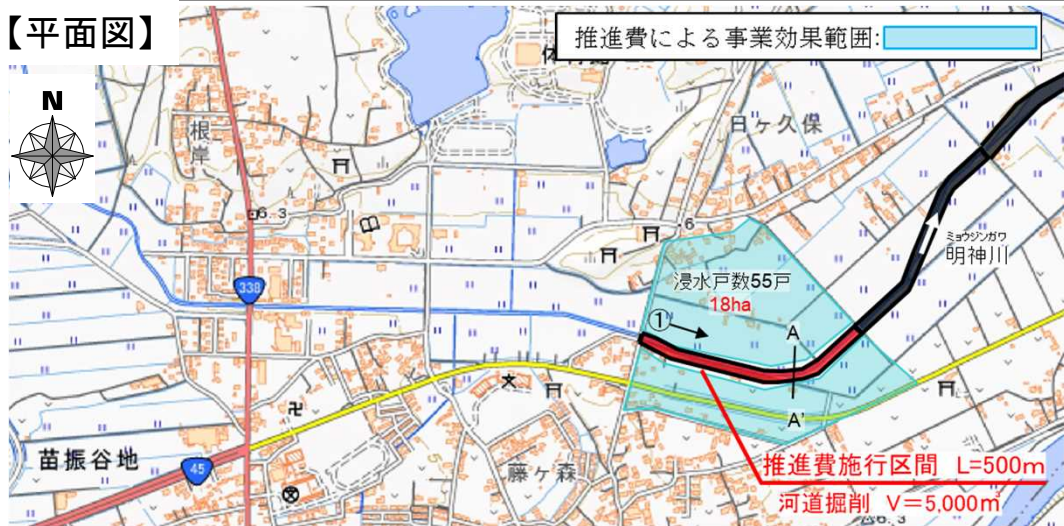 【平面図】
推進費による事業効果範囲:
N
根岸
日ヶ久保
6.3
.6
ミョウジンガワ
明神川
338
浸水戸数55戸
18ha
①
A
A'
苗振谷地
45
藤ヶ森
推進費施行区間 L=500m
河道掘削 V=5,000㎥